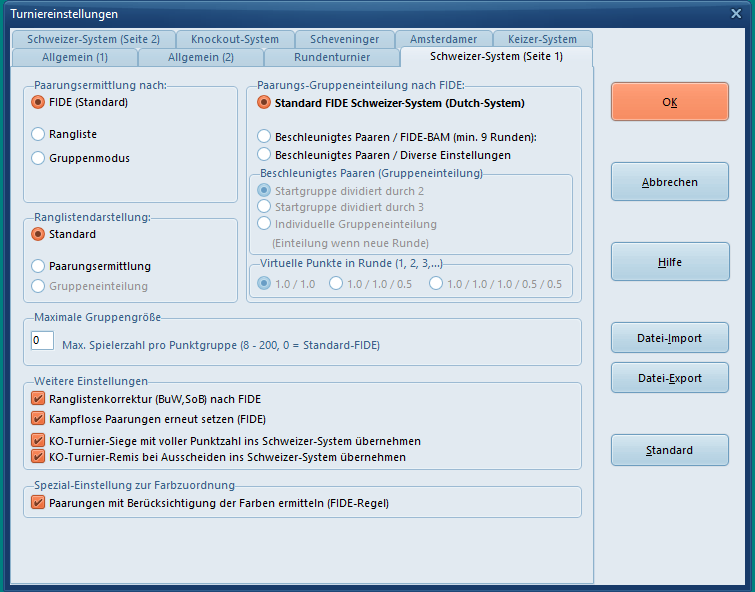 Turniereinstellungen
Schweizer-System (Seite 2)
Knockout-System
Scheveninger
Amsterdamer
Keizer-System
Allgemein (1)
Allgemein (2)
Rundenturnier
Schweizer-System (Seite 1)
Paarungsermittlung nach:
FIDE (Standard)
Rangliste
Gruppenmodus
Ranglistendarstellung:
Standard
Paarungsermittlung
Gruppeneinteilung
Paarungs-Gruppeneinteilung nach FIDE:
Standard FIDE Schweizer-System (Dutch-System)
Beschleunigtes Paaren / FIDE-BAM (min. 9 Runden):
Beschleunigtes Paaren / Diverse Einstellungen
Beschleunigtes Paaren (Gruppeneinteilung)
Startgruppe dividiert durch 2
Startgruppe dividiert durch 3
Individuelle Gruppeneinteilung
(Einteilung wenn neue Runde)
Virtuelle Punkte in Runde (1, 2, 3,...)
1.0 / 1.0
1.0 / 1.0 / 0.5
1.0 / 1.0 / 1.0 / 0.5 / 0.5
Maximale Gruppengröße
0
Max. Spielerzahl pro Punktgruppe (8 - 200, 0 = Standard-FIDE)
Weitere Einstellungen
Ranglistenkorrektur (BuW,SoB) nach FIDE
Kampflose Paarungen erneut setzen (FIDE)
KO-Turnier-Siege mit voller Punktzahl ins Schweizer-System übernehmen
KO-Turnier-Remis bei Ausscheiden ins Schweizer-System übernehmen
Spezial-Einstellung zur Farbzuordnung
Paarungen mit Berücksichtigung der Farben ermitteln (FIDE-Regel)
OK
Abbrechen
Hilfe
Datei-Import
Datei-Export
Standard